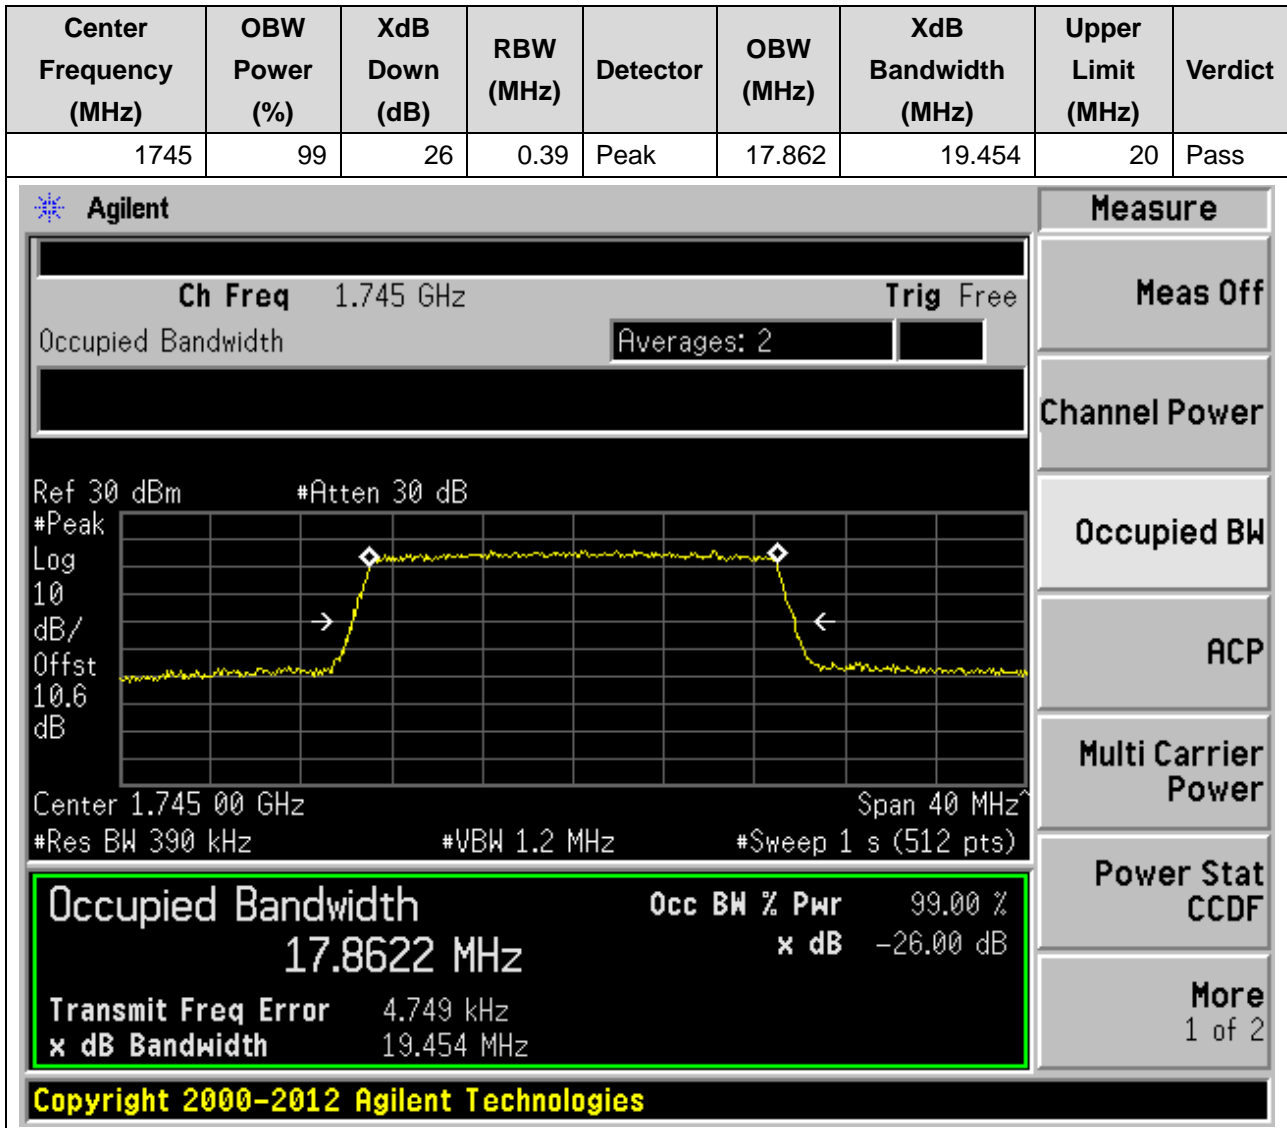 Center Frequency (MHz) OBW Power (%) XdB Down (dB) RBW (MHz) Detector OBW (MHz) XdB Bandwidth (MHz) Upper Limit (MHz) Verdict
1745 99 26 0.39 Peak 17.862 19.454 20 Pass
Agilent
Measure
Ch Freq 1.745 GHz Trig Free
Meas Off
Occupied Bandwidth Averages: 2
Channel Power
Ref 30 dBm #Atten 30 dB
#Peak
Log
10
dB/
Offst
10.6
dB
Occupied BW
ACP
Multi Carrier
Power
Center 1.745 00 GHz Span 40 MHz^
#Res BW 390 kHz #VBW 1.2 MHz #Sweep 1 s (512 pts)
Power Stat
CCDF
Occupied Bandwidth Occ BW % Pwr 99.00 %
17.8622 MHz x dB -26.00 dB
Transmit Freq Error 4.749 kHz
x dB Bandwidth 19.454 MHz
More
1 of 2
Copyright 2000-2012 Agilent Technologies